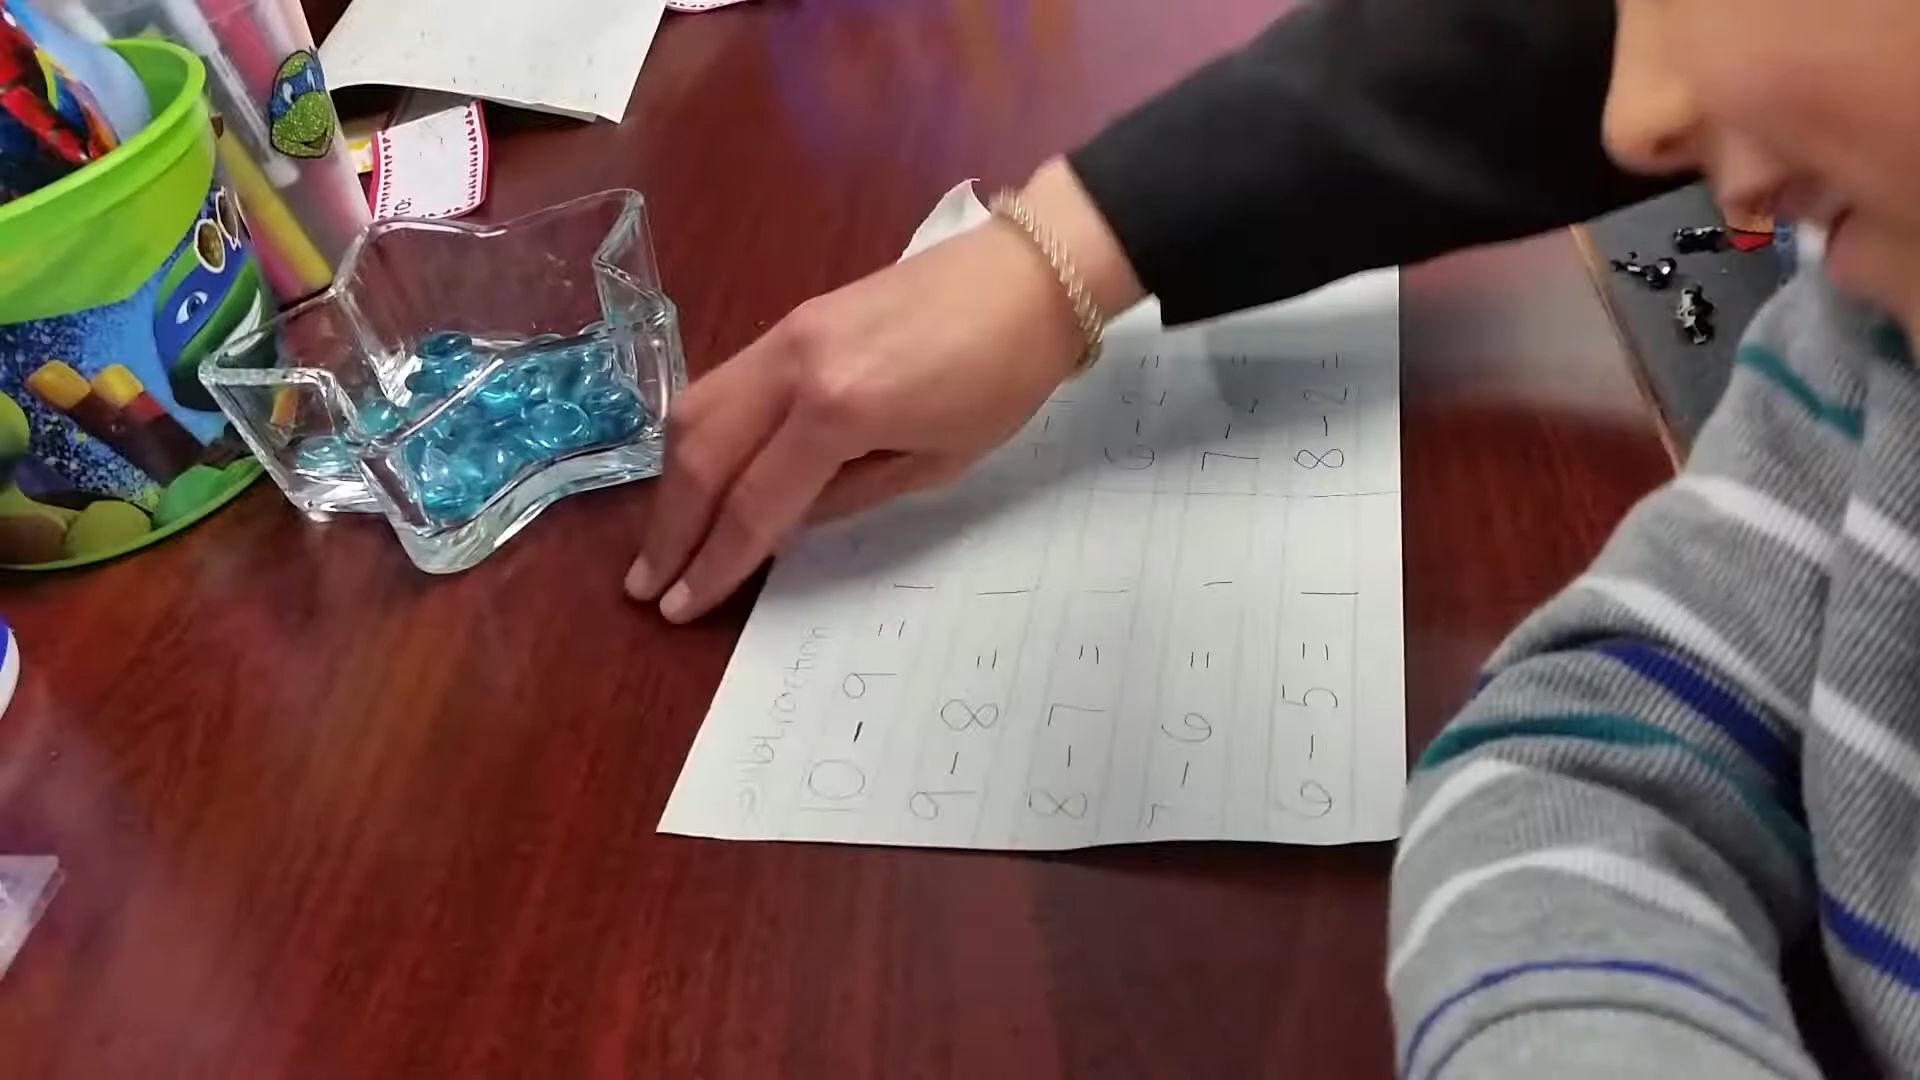 Subtraction
10 - 9 = 1
9 - 8 = 1
8 - 7 = 1
7 - 6 = 1
6 - 5 = 1
6 - 2 =
7 - =
8 - 2 =
TO: